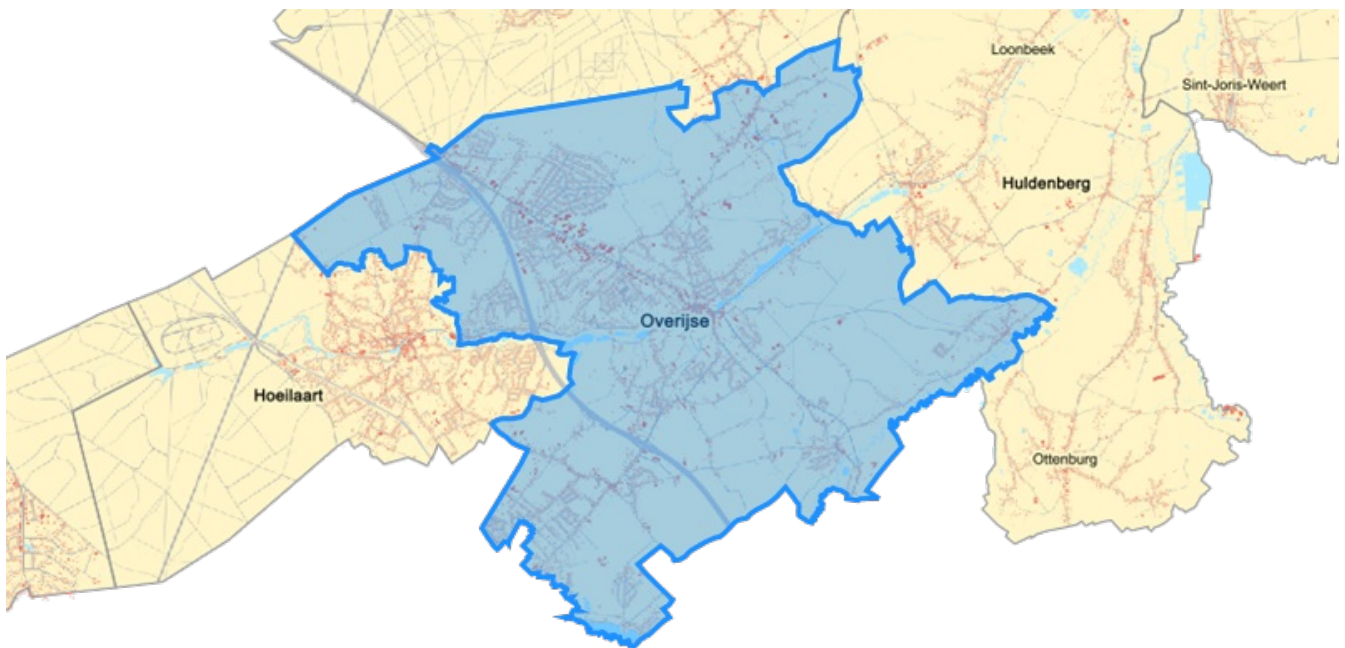 Loonbeek
Sint-Joris-Weert
Huldenberg
Overijse
Hoeilaart
Ottenburg